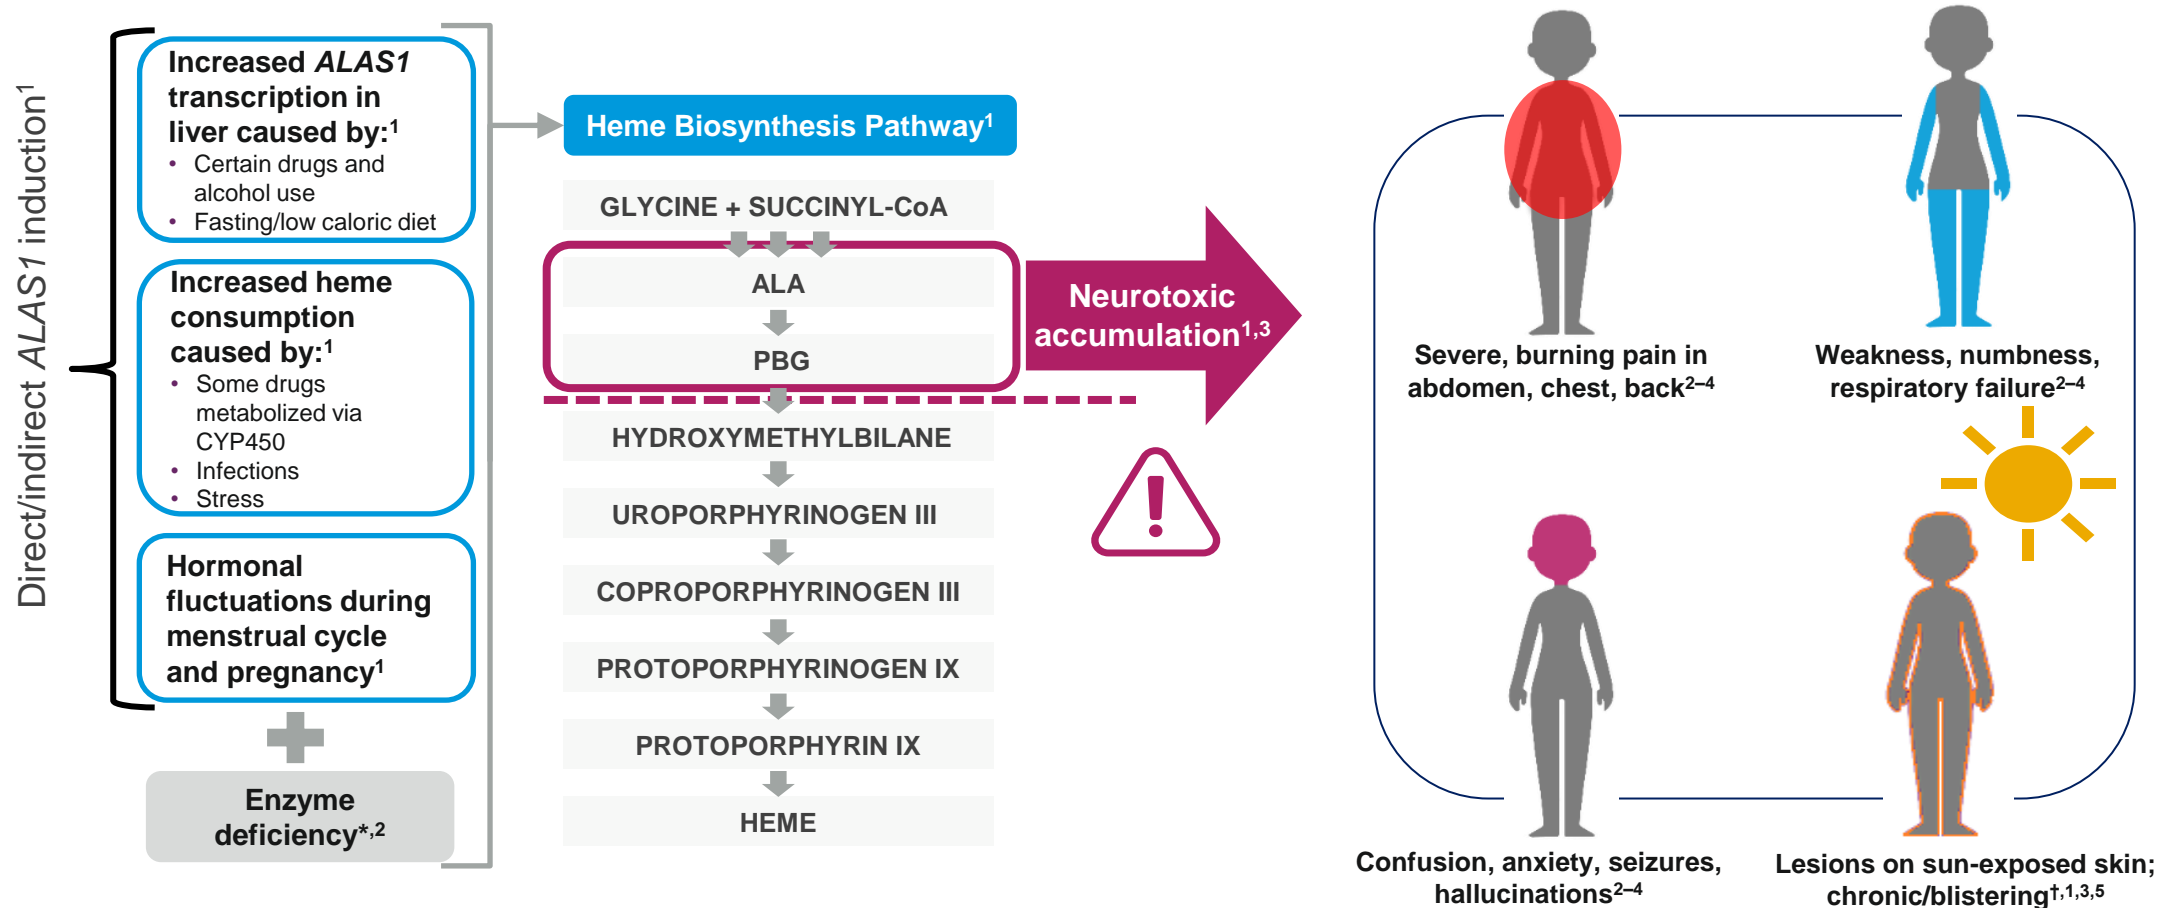 Direct/indirect ALAS1 induction¹
Increased ALAS1
transcription in
liver caused by:¹
• Certain drugs and
alcohol use
• Fasting/low caloric diet
Increased heme
consumption
caused by:¹
• Some drugs
metabolized via
CYP450
• Infections
• Stress
Hormonal
fluctuations during
menstrual cycle
and pregnancy¹
Enzyme
deficiency*,²
Heme Biosynthesis Pathway¹
GLYCINE + SUCCINYL-CoA
ALA
PBG
HYDROXYMETHYLBILANE
UROPORPHYRINOGEN III
COPROPORPHYRINOGEN III
PROTOPORPHYRINOGEN IX
PROTOPORPHYRIN IX
HEME
Neurotoxic
accumulation¹,³
!
Severe, burning pain in
abdomen, chest, back²⁻⁴
Weakness, numbness,
respiratory failure²⁻⁴
Confusion, anxiety, seizures,
hallucinations²⁻⁴
Lesions on sun-exposed skin;
chronic/blistering†,¹,³,⁵